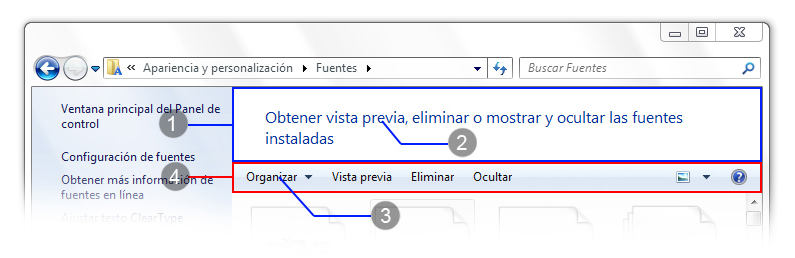 « Apariencia y personalización Fuentes
Buscar Fuentes
Ventana principal del Panel de
control
1
Obtener vista previa, eliminar o mostrar y ocultar las fuentes
instaladas
2
Configuración de fuentes
Obtener más información de
fuentes en línea
Ajustar texto ClearType
4
Organizar Vista previa Eliminar Ocultar ?
3